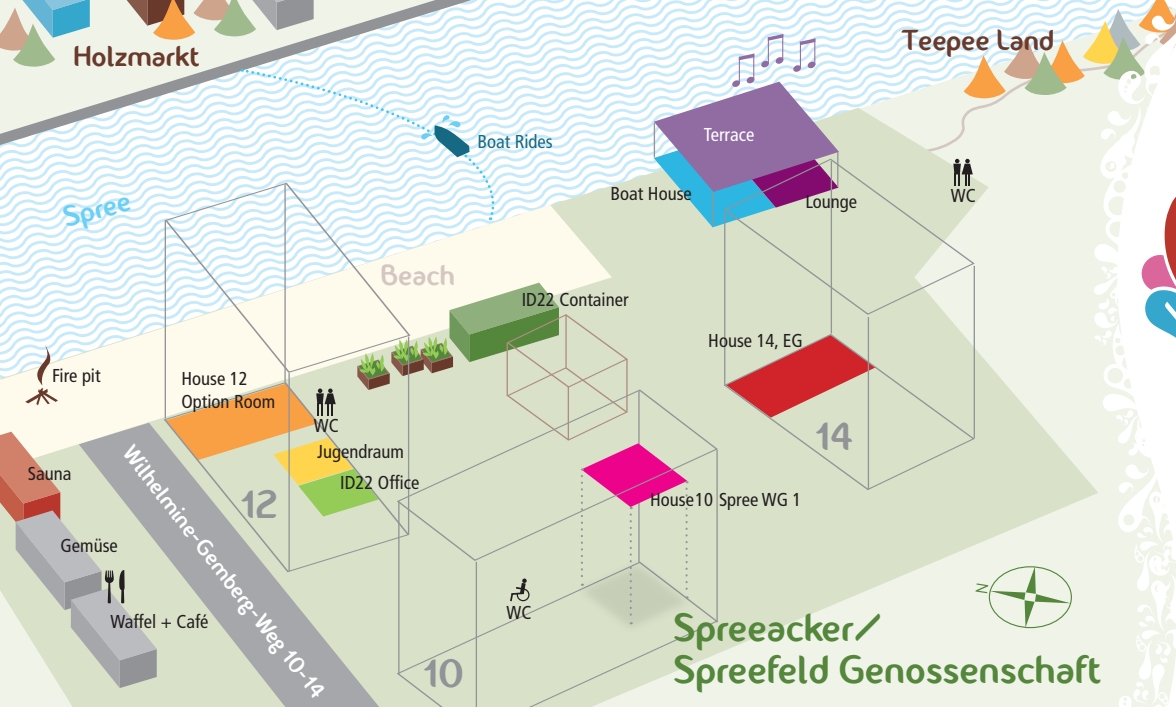 Holzmarkt
Teepee Land
Boat Rides
Terrace
Boat House
Lounge
WC
Spree
Beach
ID22 Container
House 14, EG
14
Fire pit
House 12
Option Room
WC
Jugendraum
ID22 Office
12
House10 Spree WG 1
Sauna
Gemüse
Waffel + Café
Wilhelmine-Gemberg-Weg 10-14
WC
10
N
Spreeacker/
Spreefeld Genossenschaft